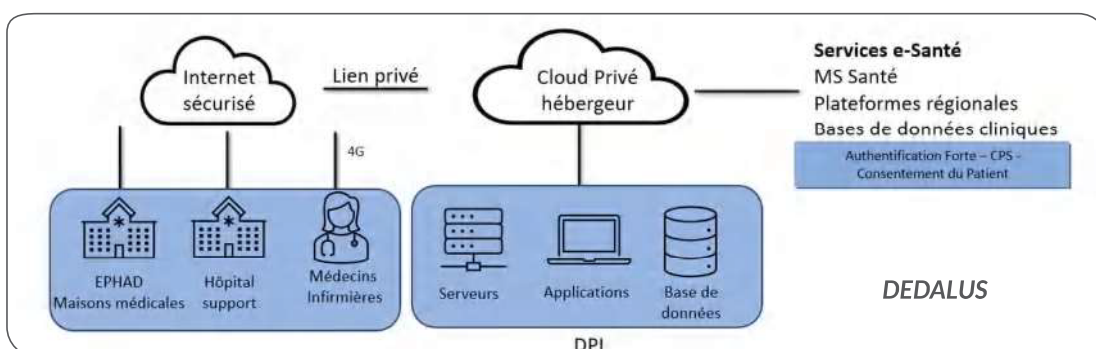 Internet
sécurisé
Lien privé
Cloud Privé
hébergeur
Services e-Santé
MS Santé
Plateformes régionales
Bases de données cliniques
Authentification Forte – CPS -
Consentement du Patient
4G
EPHAD
Maisons médicales
Hôpital
support
Médecins
Infirmières
Serveurs
Applications
Base de
données
DEDALUS
DPI